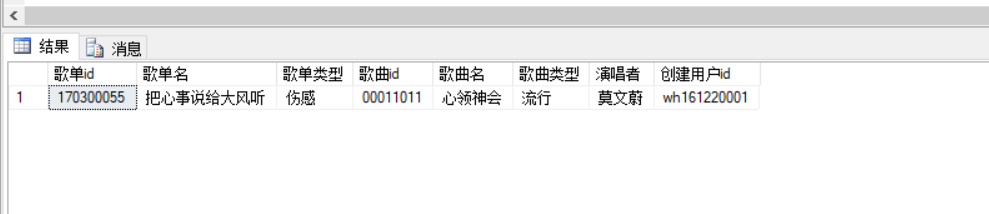 结果 消息
歌单id 歌单名 歌单类型 歌曲id 歌曲名 歌曲类型 演唱者 创建用户id
1 170300055 把心事说给大风听 伤感 00011011 心领神会 流行 莫文蔚 wh161220001